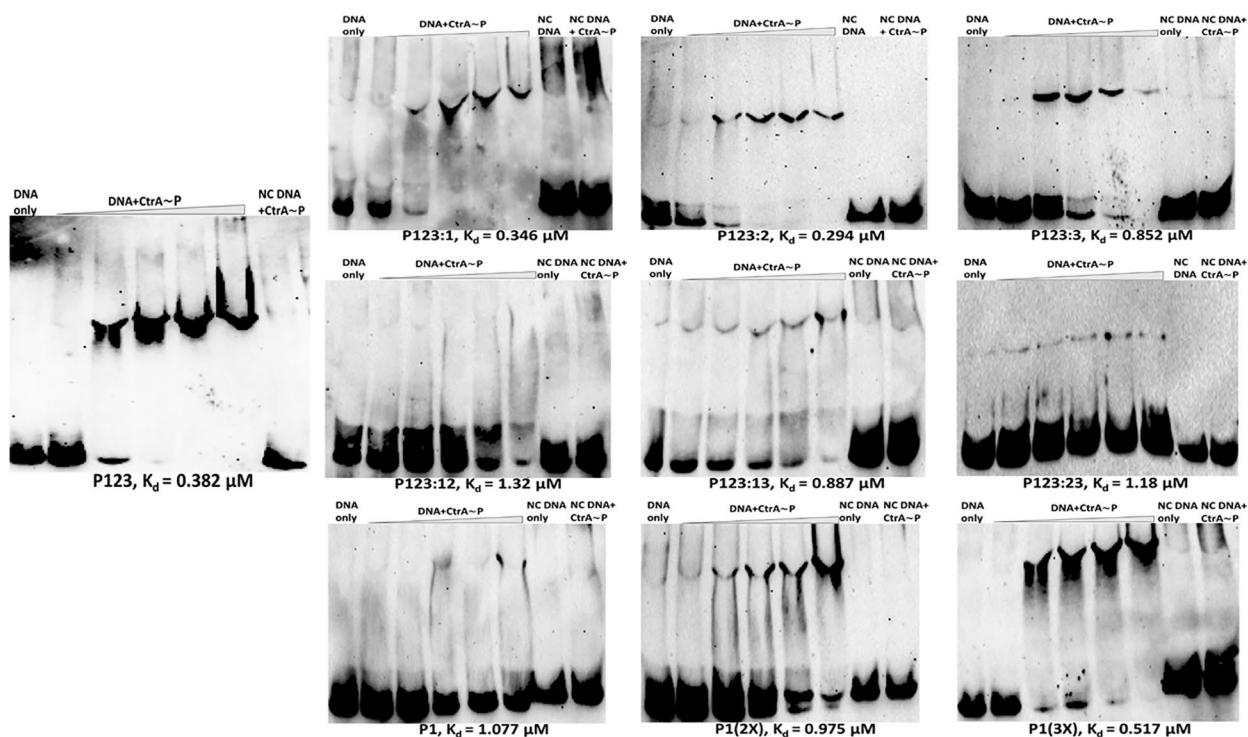 DNA only
DNA+CtrA~P
NC DNA
NC DNA + CtrA~P
P123:1, Kd = 0.346 µM
DNA only
DNA+CtrA~P
NC DNA
NC DNA + CtrA~P
P123:2, Kd = 0.294 µM
DNA only
DNA+CtrA~P
NC DNA only
NC DNA+ CtrA~P
P123:3, Kd = 0.852 µM
DNA only
DNA+CtrA~P
NC DNA +CtrA~P
P123, Kd = 0.382 µM
DNA only
DNA+CtrA~P
NC DNA only
NC DNA+ CtrA~P
P123:12, Kd = 1.32 µM
DNA only
DNA+CtrA~P
NC DNA only
NC DNA+ CtrA~P
P123:13, Kd = 0.887 µM
DNA only
DNA+CtrA~P
NC DNA
NC DNA+ CtrA~P
P123:23, Kd = 1.18 µM
DNA only
DNA+CtrA~P
NC DNA only
NC DNA+ CtrA~P
P1, Kd = 1.077 µM
DNA only
DNA+CtrA~P
NC DNA only
NC DNA+ CtrA~P
P1(2X), Kd = 0.975 µM
DNA only
DNA+CtrA~P
NC DNA only
NC DNA+ CtrA~P
P1(3X), Kd = 0.517 µM